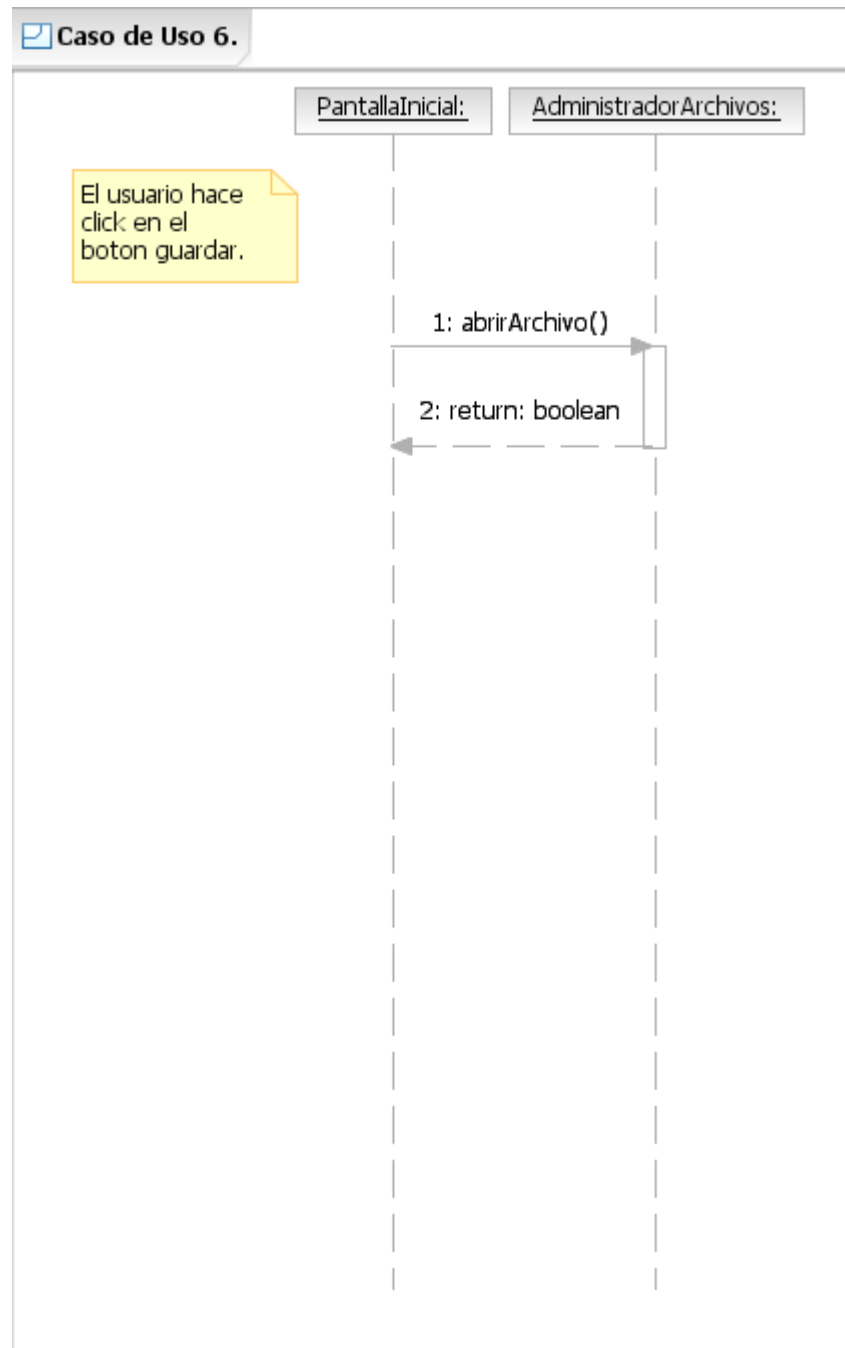 Caso de Uso 6.
PantallaInicial:
AdministradorArchivos:
El usuario hace
click en el
boton guardar.
1: abrirArchivo()
2: return: boolean